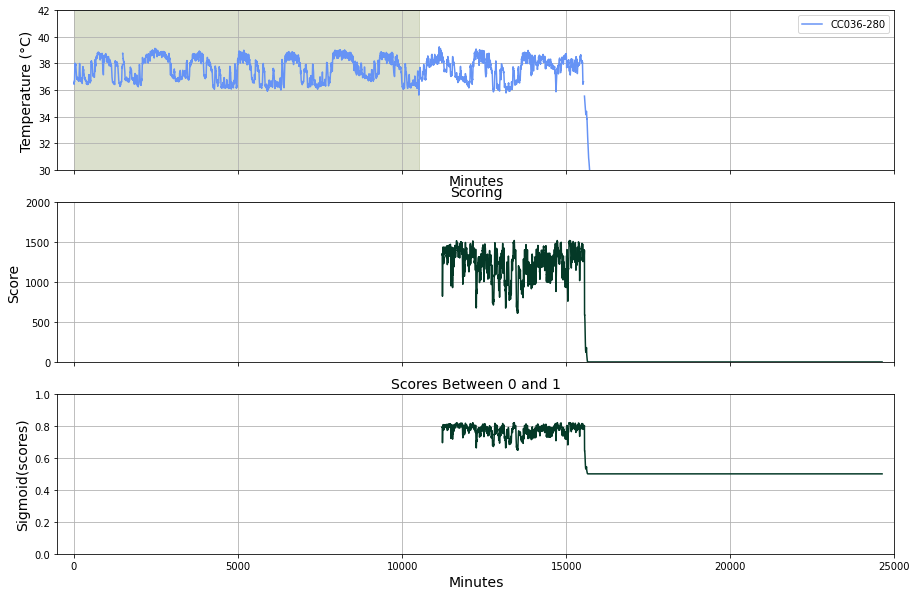 42
40
38
36
34
32
30
Temperature (°C)
CC036-280
Minutes
Scoring
2000
1500
1000
500
0
Score
Scores Between 0 and 1
1.0
0.8
0.6
0.4
0.2
0.0
Sigmoid(scores)
0 5000 10000 15000 20000 25000
Minutes